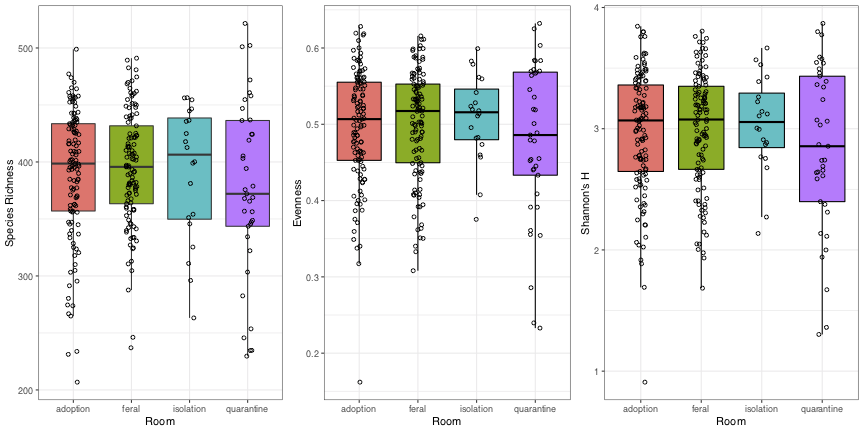 Species Richness
500
400
300
200
adoption feral isolation quarantine
Room
Evenness
0.6
0.5
0.4
0.3
0.2
adoption feral isolation quarantine
Room
Shannon's H
4
3
2
1
adoption feral isolation quarantine
Room